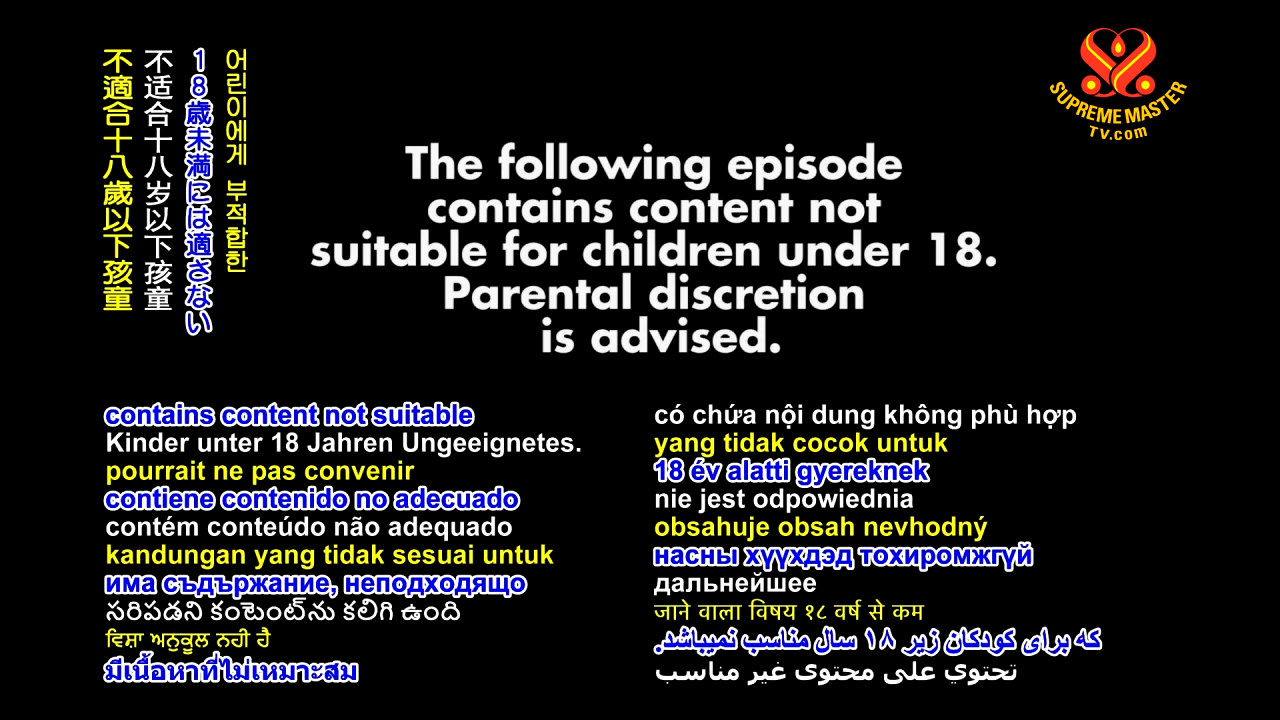 不適合十八歲以下孩童
不适合十八岁以下孩童
18歳未満には適さない
어린이에게 부적합한
SUPREME MASTER
TV.com
The following episode
contains content not
suitable for children under 18.
Parental discretion
is advised.
contains content not suitable
Kinder unter 18 Jahren Ungeeignetes.
pourrait ne pas convenir
contiene contenido no adecuado
contém conteúdo não adequado
kandungan yang tidak sesuai untuk
има съдържание, неподходящо
సరిపడని కంటెంట్‌ను కలిగి ఉంది
ਵਿਸ਼ਾ ਅਨੁਕੂਲ ਨਹੀ ਹੈ
มีเนื้อหาที่ไม่เหมาะสม
có chứa nội dung không phù hợp
yang tidak cocok untuk
18 év alatti gyereknek
nie jest odpowiednia
obsahuje obsah nevhodný
насны хүүхдэд тохиромжгүй
дальнейшее
जाने वाला विषय १८ वर्ष से कम
که برای کودکان زیر ۱۸ سال مناسب نمیباشد.
تحتوي على محتوى غير مناسب